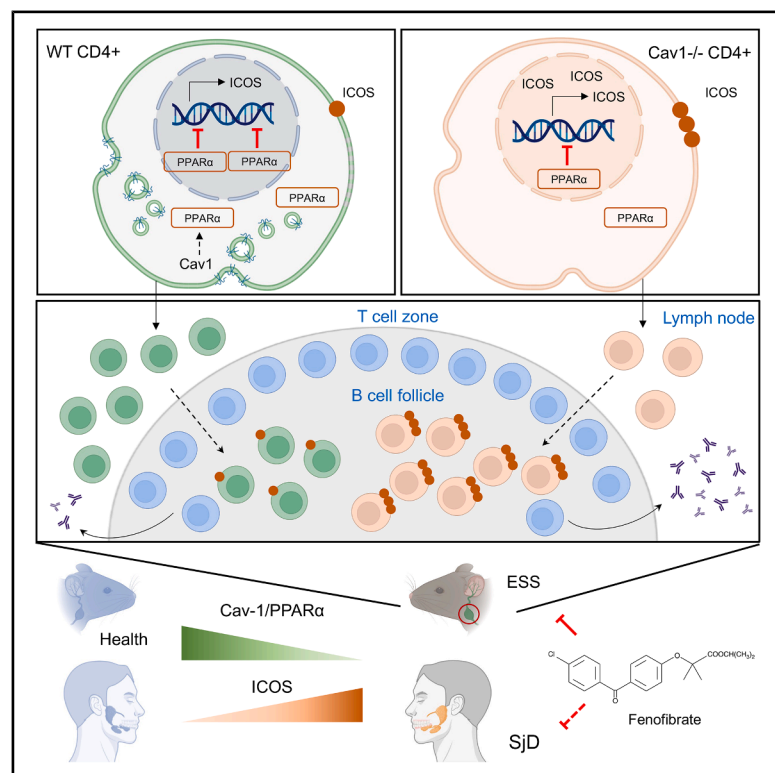 WT CD4+
ICOS
ICOS
PPARα
PPARα
PPARα
PPARα
Cav1
Cav1-/- CD4+
ICOS
ICOS
ICOS
ICOS
PPARα
PPARα
T cell zone
Lymph node
B cell follicle
Health
Cav-1/PPARα
ICOS
ESS
SjD
Cl
O
O
COOCH(CH₃)₂
Fenofibrate